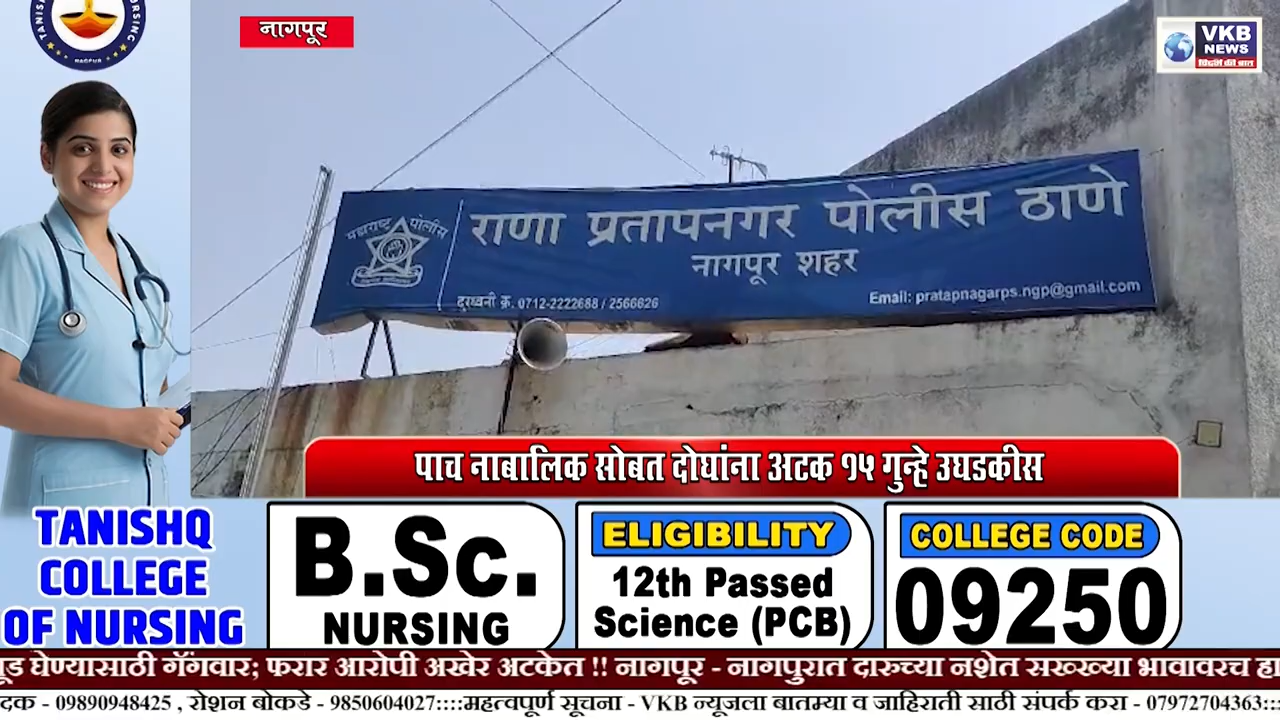 नागपूर
VKB
NEWS
विदर्भ की बात
महाराष्ट्र पोलीस
राणा प्रतापनगर पोलीस ठाणे
नागपूर शहर
दुरध्वनी क्र. 0712-2222688 / 2566626
Email: pratapnagarps.ngp@gmail.com
पाच नाबालिक सोबत दोघांना अटक १५ गुन्हे उघडकीस
TANISHQ
COLLEGE
OF NURSING
B.Sc.
NURSING
ELIGIBILITY
12th Passed
Science (PCB)
COLLEGE CODE
09250
घेण्यासाठी गॅंगवार; फरार आरोपी अखेर अटकेत !! नागपूर - नागपुरात दारुच्या नशेत सख्ख्या भावावरच हा
दक - 09890948425 , रोशन बोकडे - 9850604027::::महत्वपूर्ण सूचना - VKB न्यूजला बातम्या व जाहिराती साठी संपर्क करा - 07972704363:::